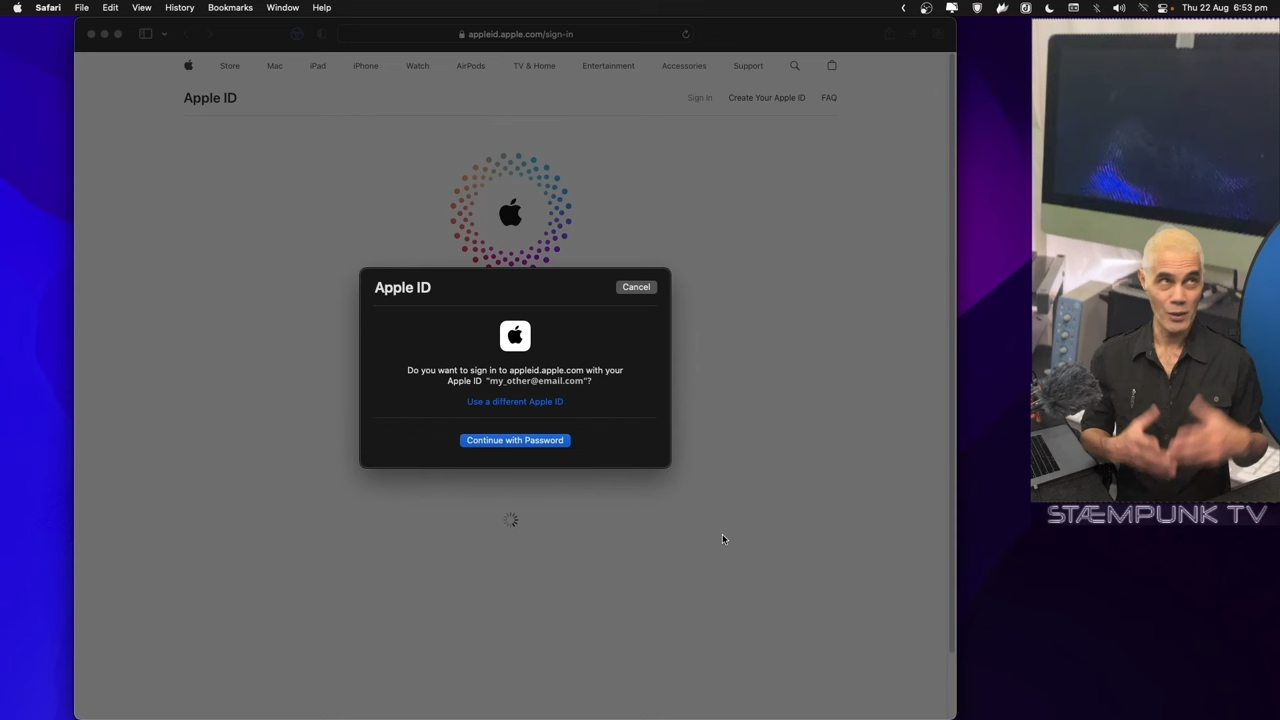 Safari File Edit View History Bookmarks Window Help Thu 22 Aug 6:53 pm
appleid.apple.com/sign-in
Store Mac iPad iPhone Watch AirPods TV & Home Entertainment Accessories Support
Apple ID Sign In Create Your Apple ID FAQ
Apple ID Cancel
Do you want to sign in to appleid.apple.com with your
Apple ID "my_other@email.com"?
Use a different Apple ID
Continue with Password
STÆMPUNK TV